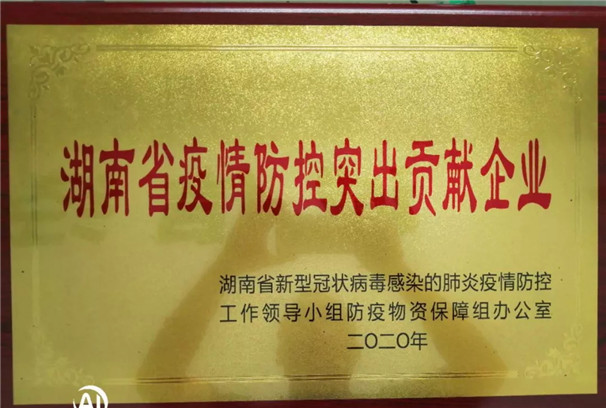 湖南省疫情防控突出贡献企业
湖南省新型冠状病毒感染的肺炎疫情防控
工作领导小组防疫物资保障组办公室
二〇二〇年
AI